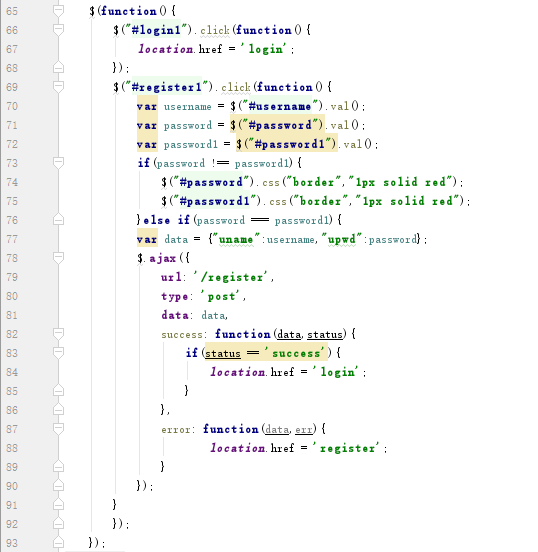 65 $(function() {
66 $("#login1").click(function() {
67 location.href = 'login';
68 });
69 $("#register1").click(function() {
70 var username = $("#username").val();
71 var password = $("#password").val();
72 var password1 = $("#password1").val();
73 if(password !== password1) {
74 $("#password").css("border","1px solid red");
75 $("#password1").css("border","1px solid red");
76 }else if(password === password1) {
77 var data = {"uname":username,"upwd":password};
78 $.ajax({
79 url: '/register',
80 type: 'post',
81 data: data,
82 success: function(data, status) {
83 if(status == 'success') {
84 location.href = 'login';
85 }
86 },
87 error: function(data, err) {
88 location.href = 'register';
89 }
90 });
91 }
92 });
93 });